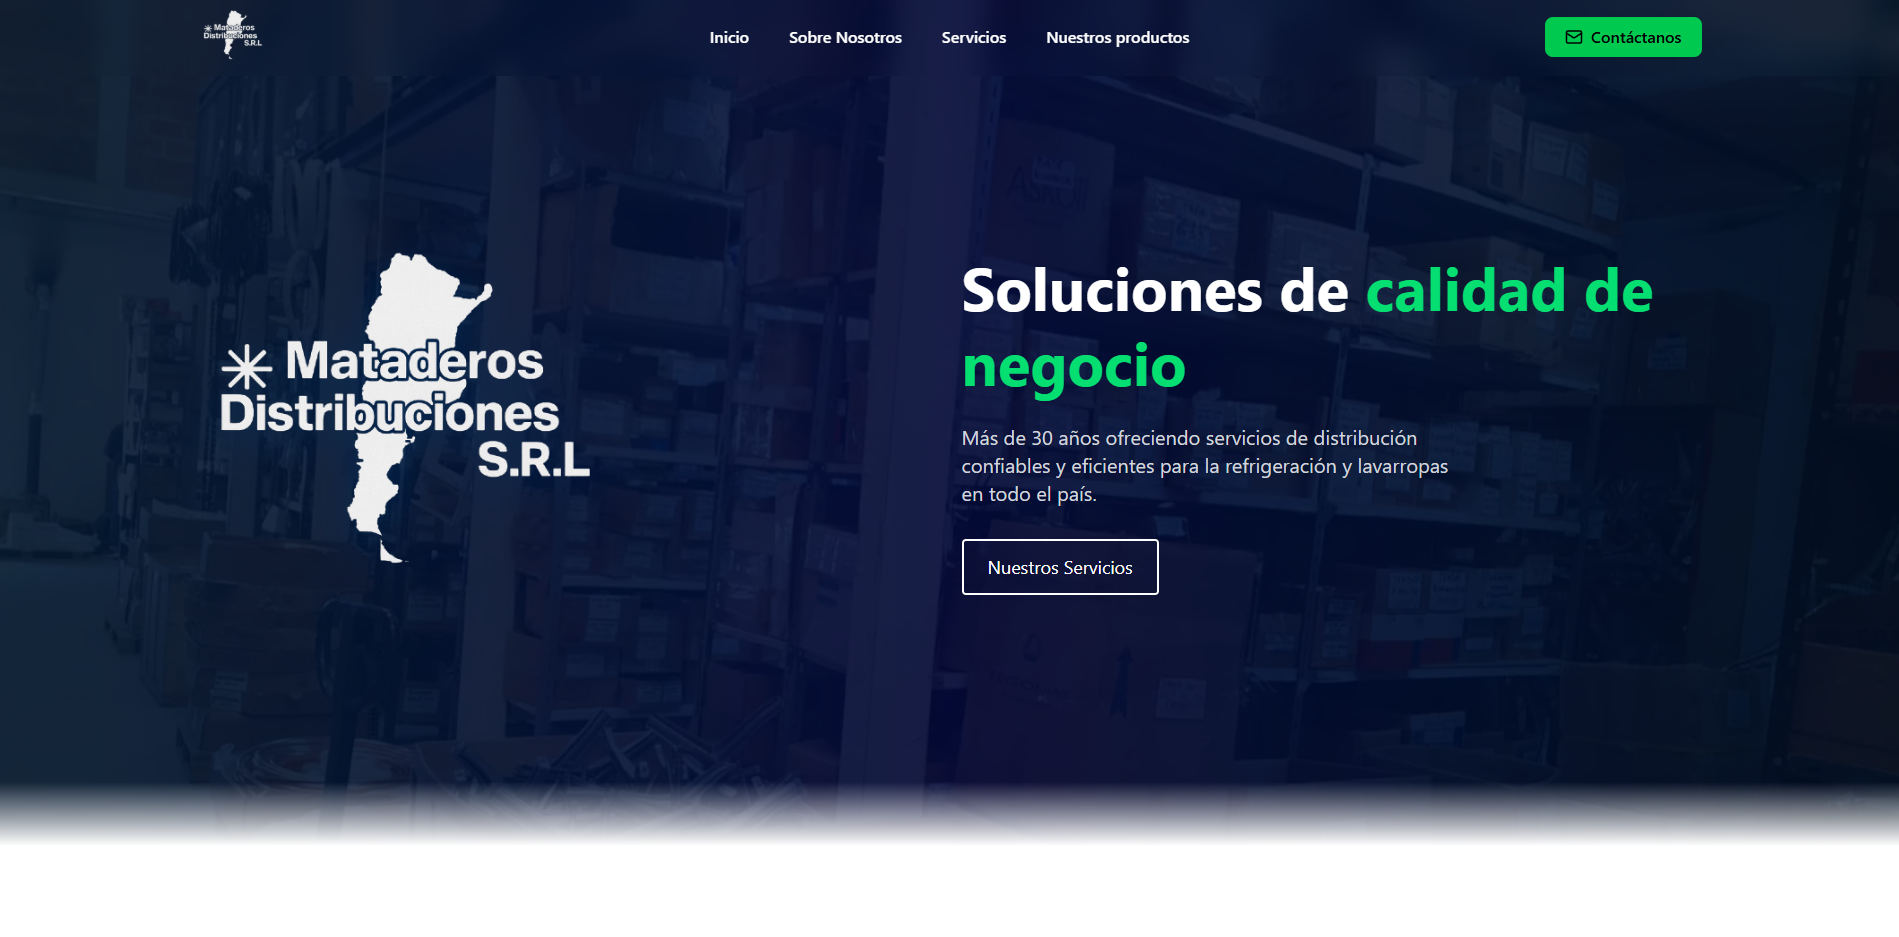 ✳ Mataderos
Distribuciones
S.R.L
Inicio
Sobre Nosotros
Servicios
Nuestros productos
Contáctanos
✳ Mataderos
Distribuciones
S.R.L
Soluciones de calidad de
negocio
Más de 30 años ofreciendo servicios de distribución
confiables y eficientes para la refrigeración y lavarropas
en todo el país.
Nuestros Servicios